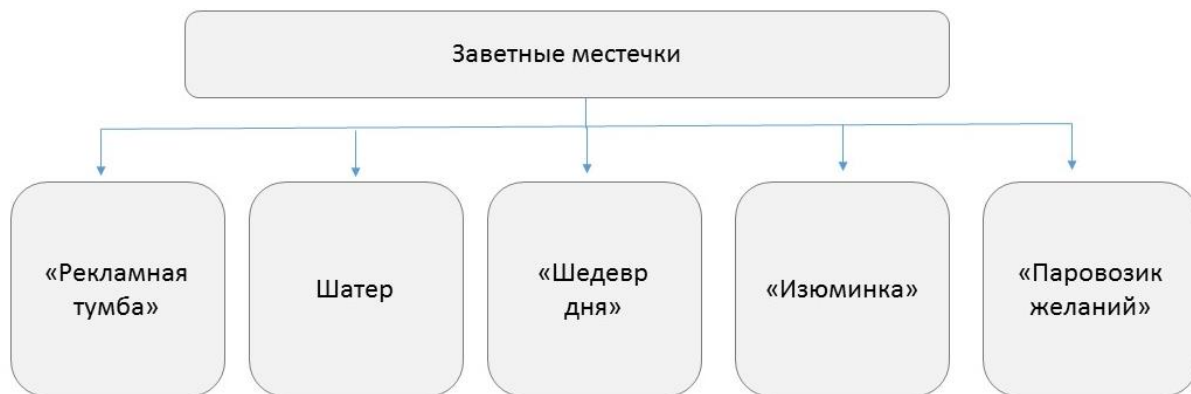 Заветные местечки
«Рекламная
тумба»
Шатер
«Шедевр
дня»
«Изюминка»
«Паровозик
желаний»